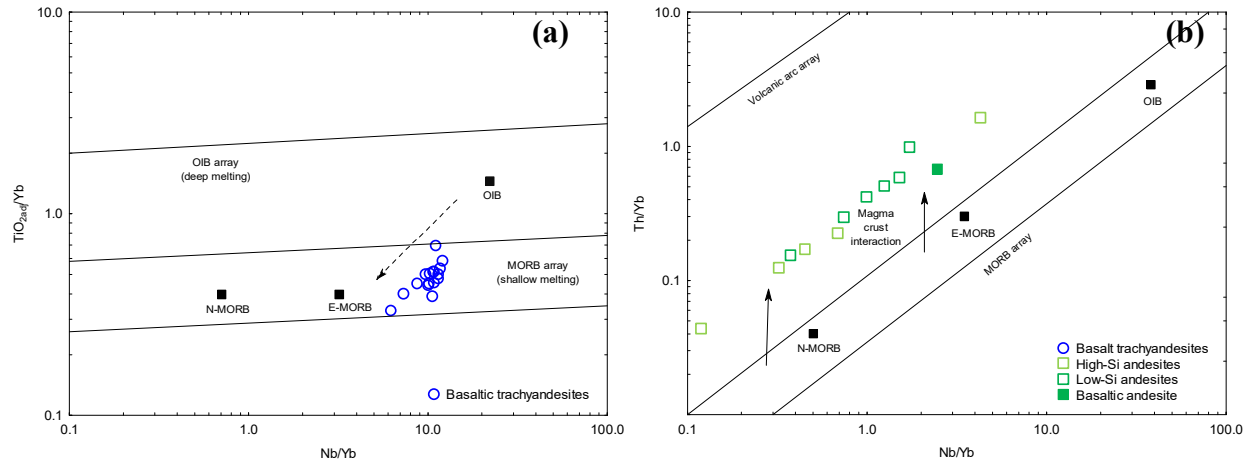 (a)
10.0
1.0
0.1
TiO2adj/Yb
OIB array
(deep melting)
OIB
MORB array
(shallow melting)
N-MORB
E-MORB
Basaltic trachyandesites
0.1
1.0
10.0
100.0
Nb/Yb
(b)
10.0
1.0
0.1
Th/Yb
Volcanic arc array
OIB
Magma
crust
interaction
E-MORB
MORB array
N-MORB
Basalt trachyandesites
High-Si andesites
Low-Si andesites
Basaltic andesite
0.1
1.0
10.0
100.0
Nb/Yb